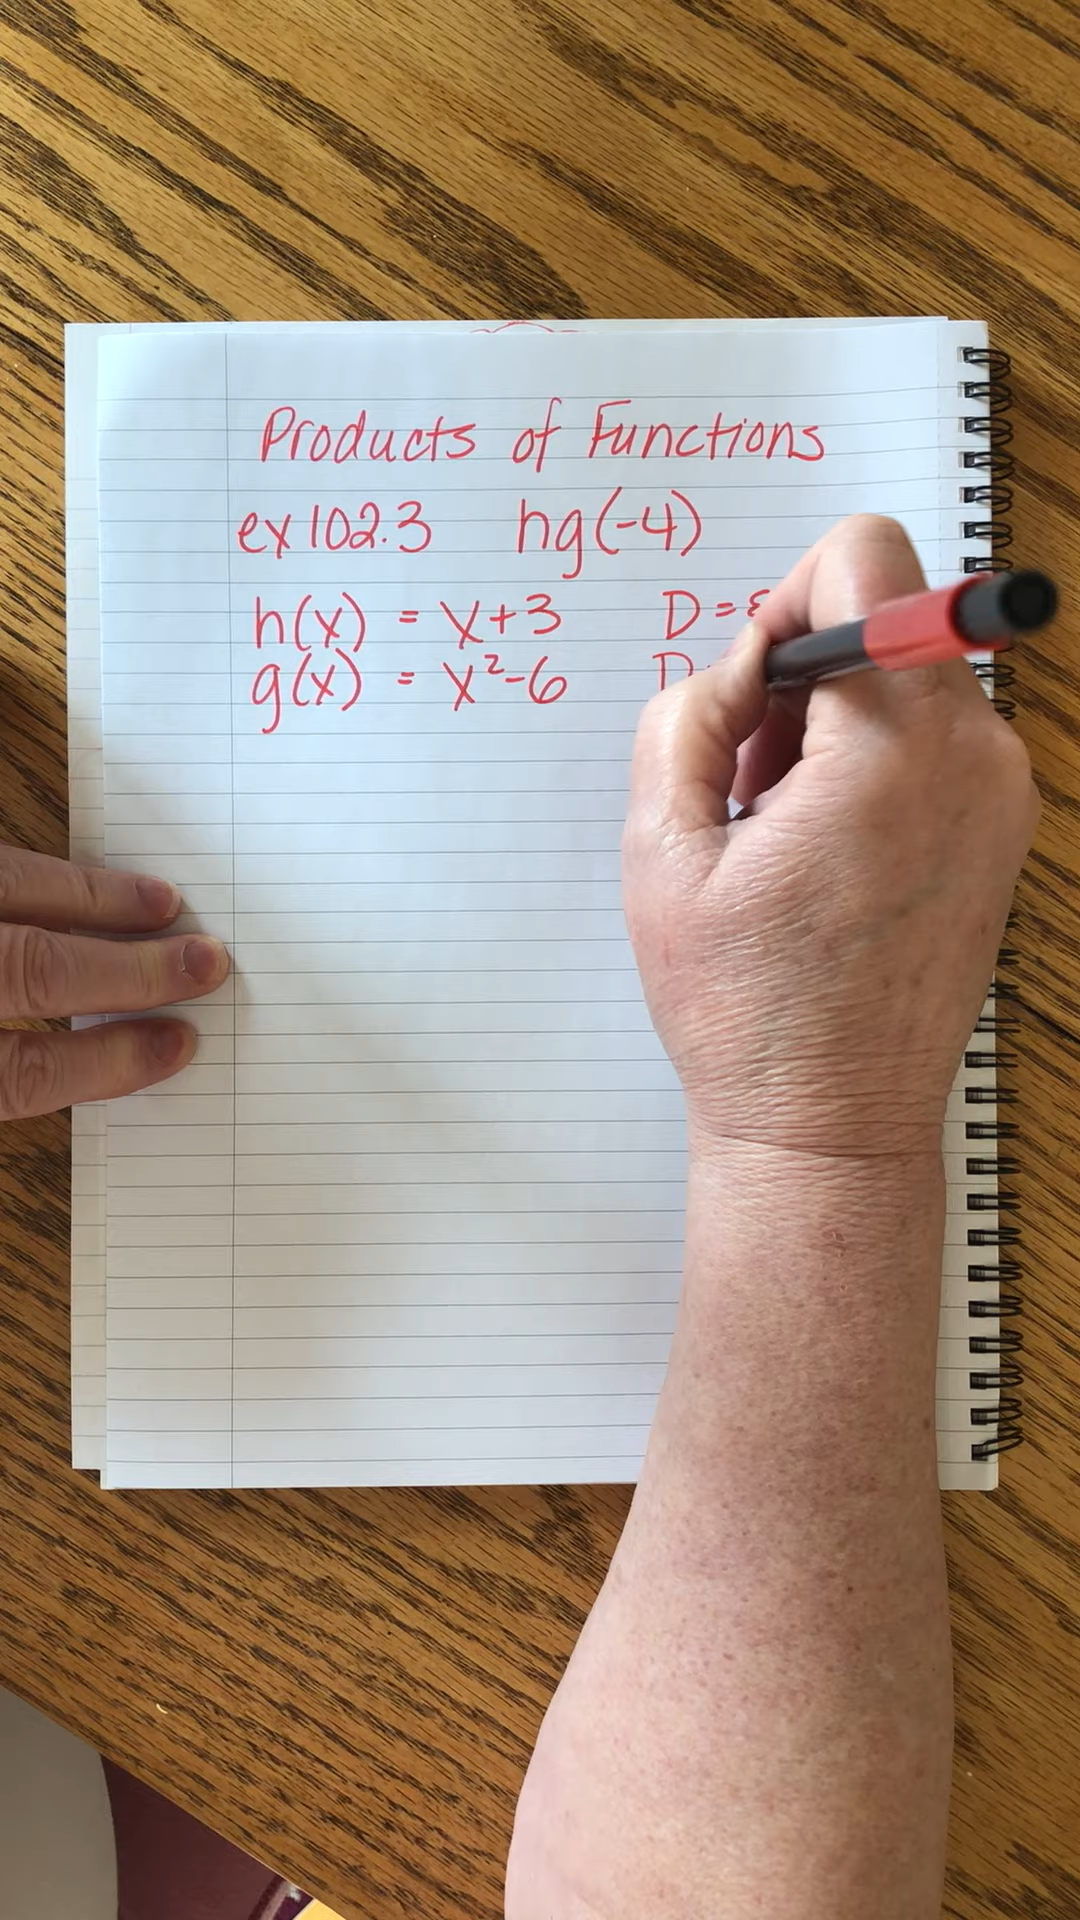 Products of Functions
ex 102.3 hg(-4)
h(x) = x+3 D =
g(x) = x²-6 D